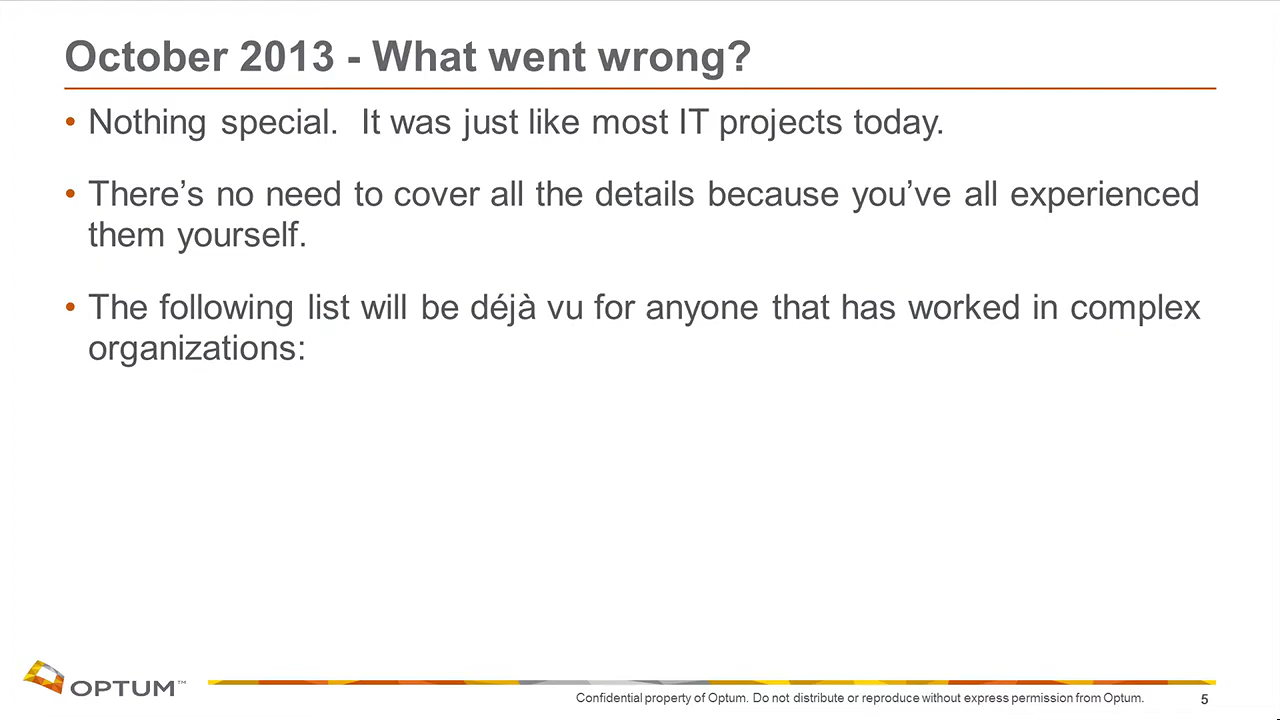 October 2013 - What went wrong?
• Nothing special.  It was just like most IT projects today.
• There’s no need to cover all the details because you’ve all experienced
them yourself.
• The following list will be déjà vu for anyone that has worked in complex
organizations:
OPTUM™
Confidential property of Optum. Do not distribute or reproduce without express permission from Optum.
5